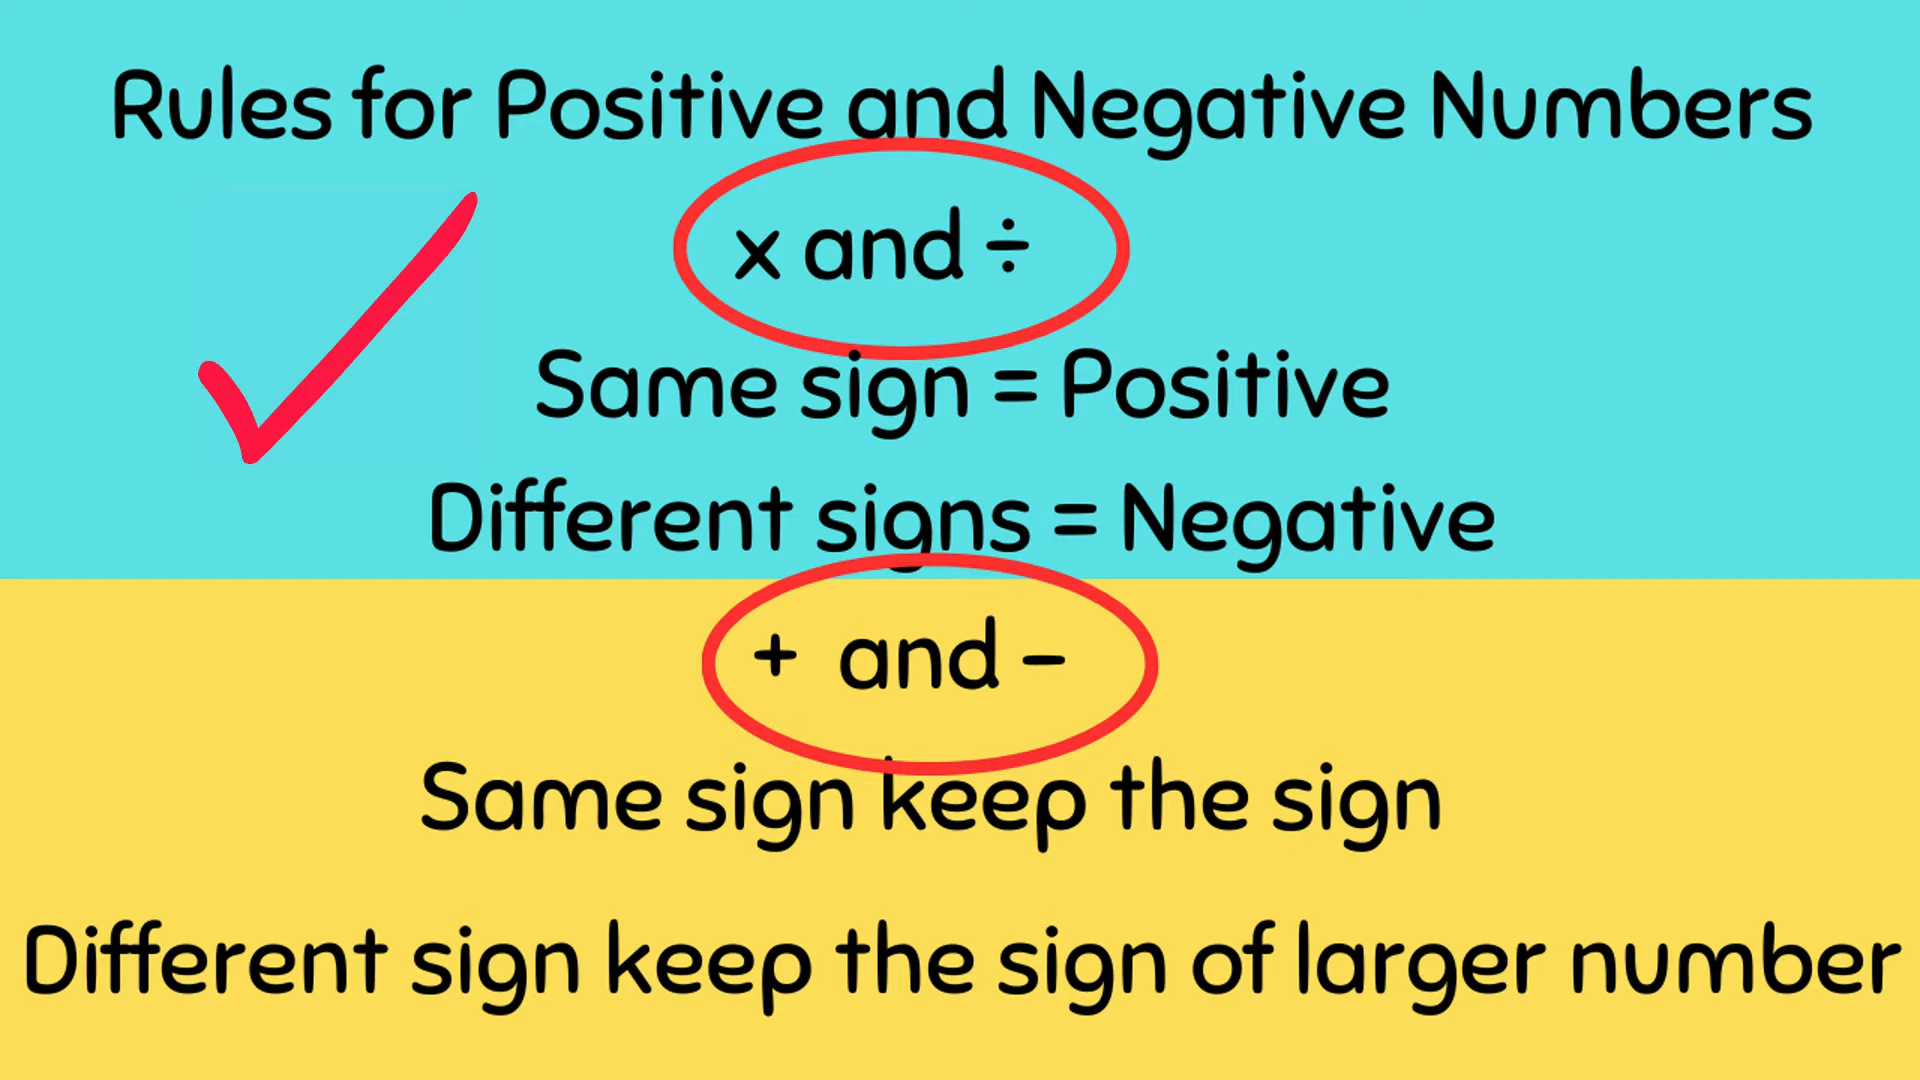 Rules for Positive and Negative Numbers
x and ÷
Same sign = Positive
Different signs = Negative
+ and -
Same sign keep the sign
Different sign keep the sign of larger number